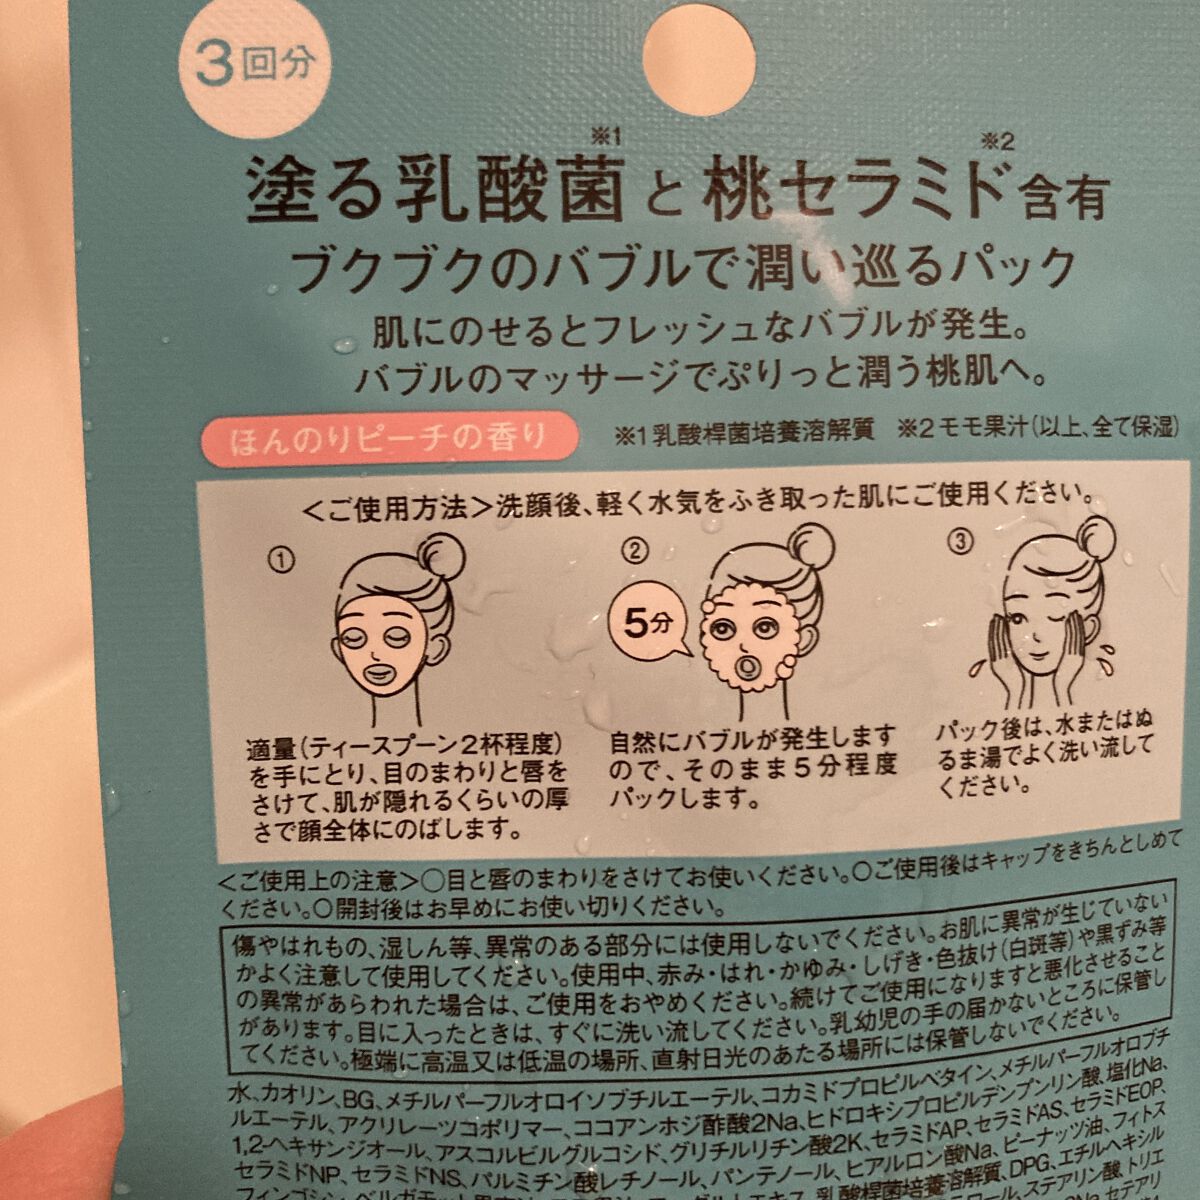 3回分
塗る乳酸菌※1と桃セラミド※2含有
ブクブクのバブルで潤い巡るパック
肌にのせるとフレッシュなバブルが発生。
バブルのマッサージでぷりっと潤う桃肌へ。
ほんのりピーチの香り
※1乳酸桿菌培養溶解質 ※2モモ果汁(以上、全て保湿)
<ご使用方法>洗顔後、軽く水気をふき取った肌にご使用ください。
①
適量(ティースプーン2杯程度)
を手にとり、目のまわりと唇を
さけて、肌が隠れるくらいの厚
さで顔全体にのばします。
②
5分
自然にバブルが発生します
ので、そのまま5分程度
パックします。
③
パック後は、水またはぬ
るま湯でよく洗い流して
ください。
<ご使用上の注意>○目と唇のまわりをさけてお使いください。○ご使用後はキャップをきちんとしめて
ください。○開封後はお早めにお使い切りください。
傷やはれもの、湿しん等、異常のある部分には使用しないでください。お肌に異常が生じていない
かよく注意して使用してください。使用中、赤み・はれ・かゆみ・しげき・色抜け(白斑等)や黒ずみ等
の異常があらわれた場合は、ご使用をおやめください。続けてご使用になりますと悪化させること
があります。目に入ったときは、すぐに洗い流してください。乳幼児の手の届かないところに保管し
てください。極端に高温又は低温の場所、直射日光のあたる場所には保管しないでください。
水、カオリン、BG、メチルパーフルオロイソブチルエーテル、コカミドプロピルベタイン、メチルパーフルオロブチ
ルエーテル、アクリレーツコポリマー、ココアンホジ酢酸2Na、ヒドロキシプロピルデンプンリン酸、塩化Na、
1,2-ヘキサンジオール、アスコルビルグルコシド、グリチルリチン酸2K、セラミドAP、セラミドAS、セラミドEOP、
セラミドNP、セラミドNS、パルミチン酸レチノール、パンテノール、ヒアルロン酸Na、ピーナッツ油、フィトス
フィンゴシン、乳酸桿菌培養溶解質、DPG、エチルヘキシル
ステアリン酸、トリエ